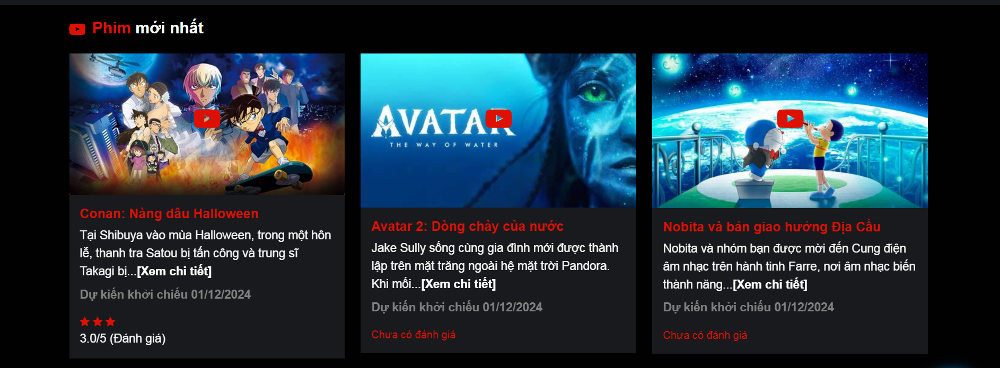 Phim mới nhất
AVATAR
THE WAY OF WATER
Conan: Nàng dâu Halloween
Tại Shibuya vào mùa Halloween, trong một hôn
lễ, thanh tra Satou bị tấn công và trung sĩ
Takagi bị...[Xem chi tiết]
Dự kiến khởi chiếu 01/12/2024
3.0/5 (Đánh giá)
Avatar 2: Dòng chảy của nước
Jake Sully sống cùng gia đình mới được thành
lập trên mặt trăng ngoài hệ mặt trời Pandora.
Khi mối...[Xem chi tiết]
Dự kiến khởi chiếu 01/12/2024
Chưa có đánh giá
Nobita và bản giao hưởng Địa Cầu
Nobita và nhóm bạn được mời đến Cung điện
âm nhạc trên hành tinh Farre, nơi âm nhạc biến
thành năng...[Xem chi tiết]
Dự kiến khởi chiếu 01/12/2024
Chưa có đánh giá